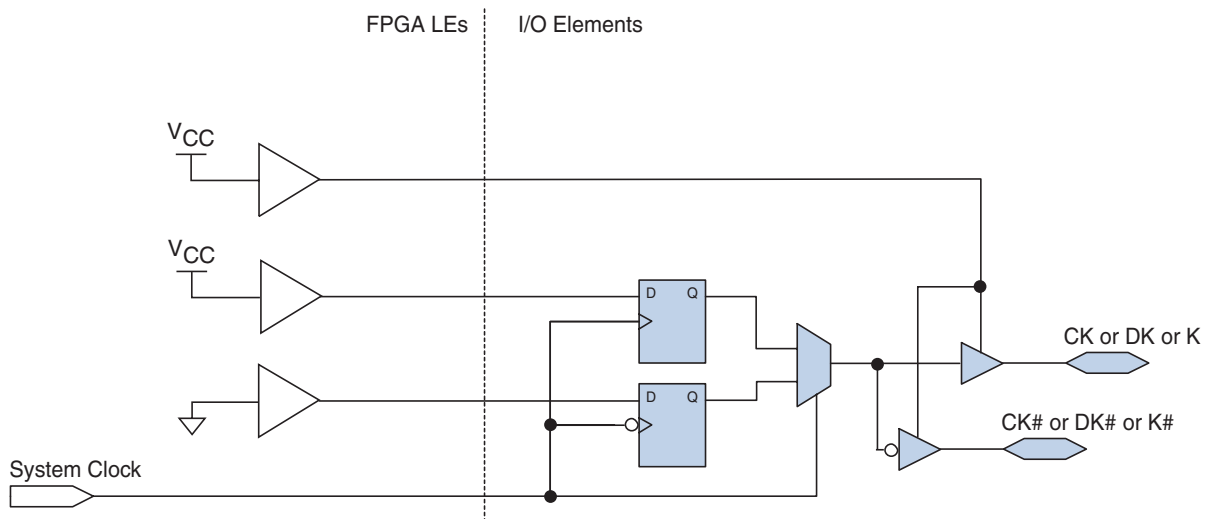 FPGA LEs
I/O Elements
VCC
VCC
D Q
CK or DK or K
D Q
CK# or DK# or K#
System Clock